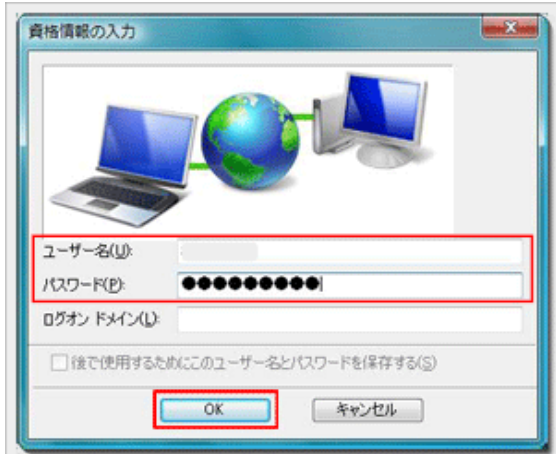 資格情報の入力
ユーザー名(U):
パスワード(P): ●●●●●●●●●
ログオン ドメイン(L):
後で使用するためにこのユーザー名とパスワードを保存する(S)
OK キャンセル